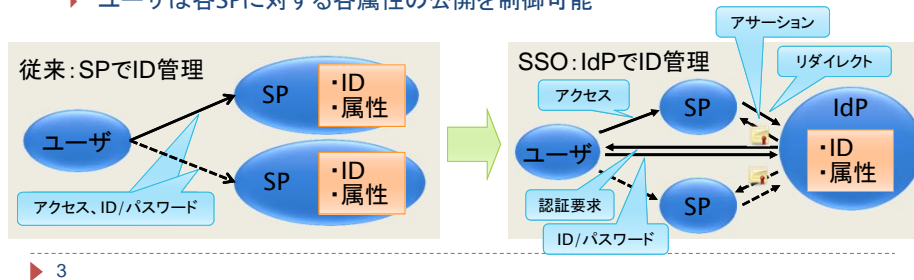 ユーザは各SPに対する各属性の公開を制御可能
従来：SPでID管理
ユーザ
SP
・ID
・属性
SP
・ID
・属性
アクセス、ID/パスワード
SSO：IdPでID管理
アサーション
リダイレクト
アクセス
SP
IdP
・ID
・属性
ユーザ
認証要求
SP
ID/パスワード
3